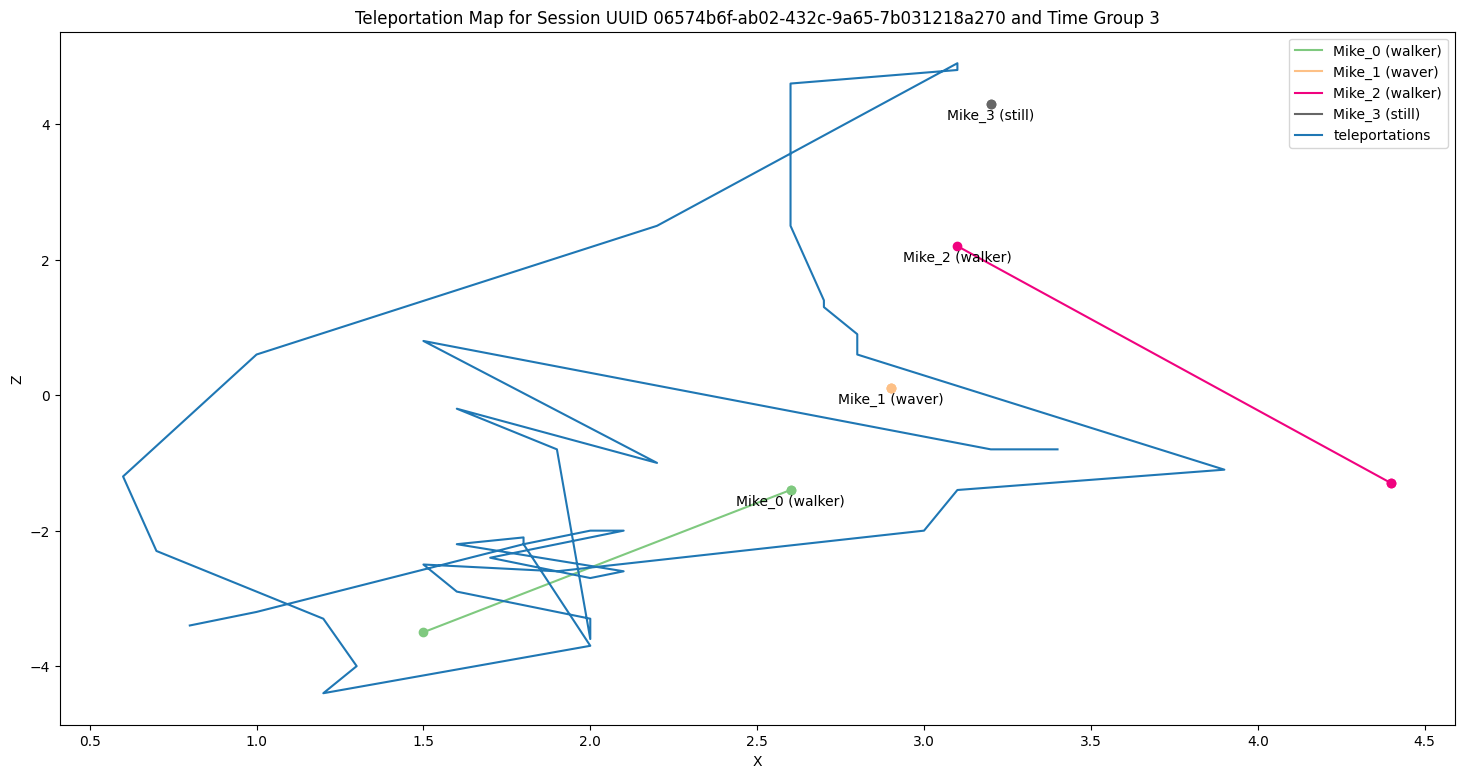 Teleportation Map for Session UUID 06574b6f-ab02-432c-9a65-7b031218a270 and Time Group 3
Mike_0 (walker)
Mike_1 (waver)
Mike_2 (walker)
Mike_3 (still)
teleportations
Mike_3 (still)
Mike_2 (walker)
Mike_1 (waver)
Mike_0 (walker)
Z
4
2
0
−2
−4
0.5 1.0 1.5 2.0 2.5 3.0 3.5 4.0 4.5
X